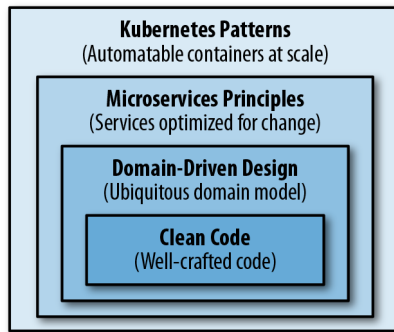 Kubernetes Patterns
(Automatable containers at scale)
Microservices Principles
(Services optimized for change)
Domain-Driven Design
(Ubiquitous domain model)
Clean Code
(Well-crafted code)